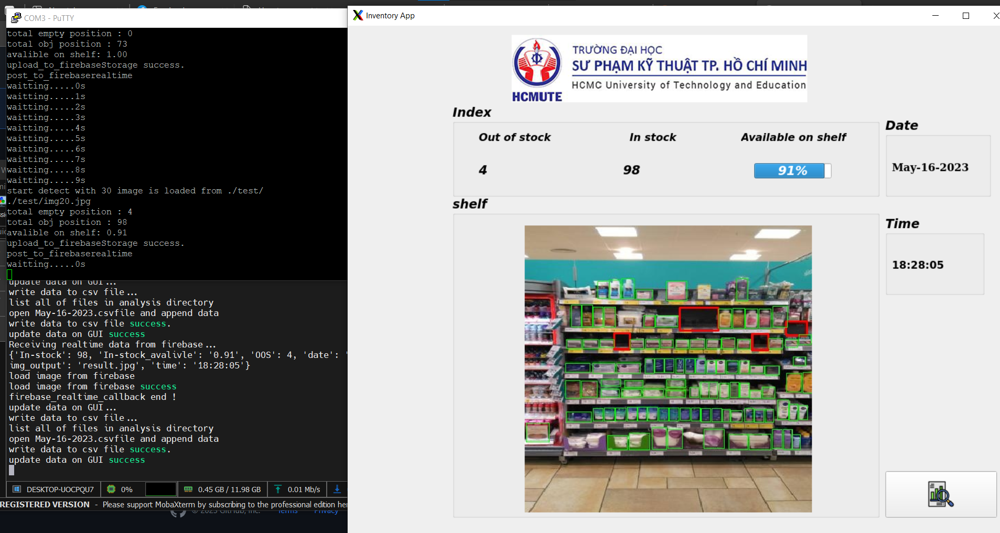 COM3 - PuTTY
total empty position : 0
total obj position : 73
avalible on shelf: 1.00
upload_to_firebaseStorage success.
post_to_firebaserealtime
waitting.....0s
waitting.....1s
waitting.....2s
waitting.....3s
waitting.....4s
waitting.....5s
waitting.....6s
waitting.....7s
waitting.....8s
waitting.....9s
start detect with 30 image is loaded from ./test/
./test/img20.jpg
total empty position : 4
total obj position : 98
avalible on shelf: 0.91
upload_to_firebaseStorage success.
post_to_firebaserealtime
waitting.....0s
update data on GUI...
write data to csv file...
list all of files in analysis directory
open May-16-2023.csvfile and append data
write data to csv file success.
update data on GUI success
Receiving realtime data from firebase...
{'In-stock': 98, 'In-stock_avalivle': '0.91', 'OOS': 4, 'date': '
img_output': 'result.jpg', 'time': '18:28:05'}
load image from firebase
load image from firebase success
firebase_realtime_callback end !
update data on GUI...
write data to csv file...
list all of files in analysis directory
open May-16-2023.csvfile and append data
write data to csv file success.
update data on GUI success
DESKTOP-UOCPQU7
0%
0.45 GB / 11.98 GB
0.01 Mb/s
REGISTERED VERSION - Please support MobaXterm by subscribing to the professional edition her
© 2023 GitHub, Inc. Terms Privacy
Inventory App
TRƯỜNG ĐẠI HỌC
SƯ PHẠM KỸ THUẬT TP. HỒ CHÍ MINH
HCMC University of Technology and Education
HCMUTE
Index
Out of stock In stock Available on shelf
4 98 91%
Date
May-16-2023
shelf
Time
18:28:05